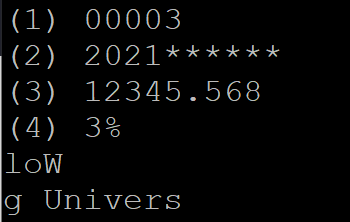 (1) 00003
(2) 2021******
(3) 12345.568
(4) 3%
loW
g Univers